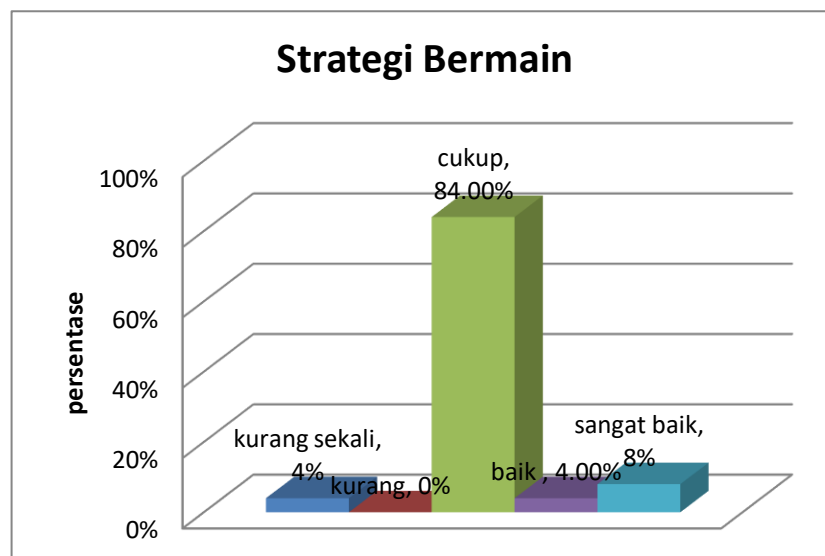 Strategi Bermain
persentase
100%
80%
60%
40%
20%
0%
kurang sekali,
4%
kurang, 0%
cukup,
84.00%
baik , 4.00%
sangat baik,
8%